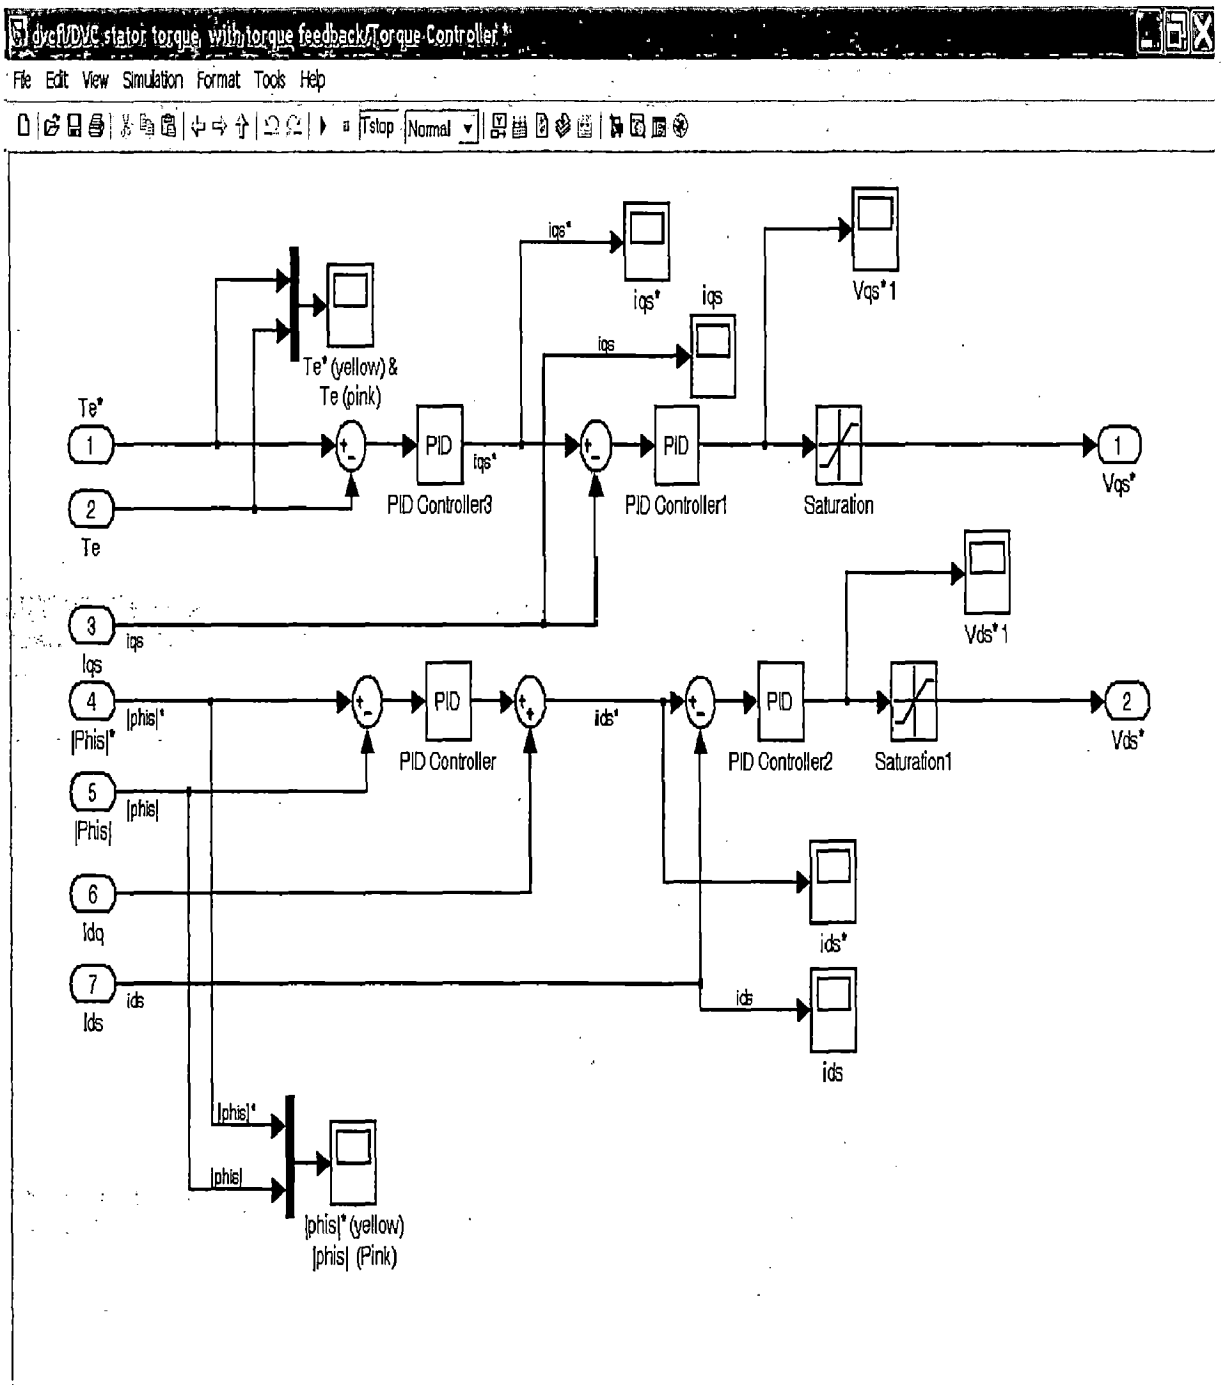 dvcfl/DVC stator torque, with torque feedback/Torque Controller *
File Edit View Simulation Format Tools Help
Tstop Normal
iqs*
iqs*
Vqs* 1
iqs
iqs
Te* (yellow) &
Te (pink)
Te*
1
+
-
PID
iqs*
+
-
PID
1
Vqs*
PID Controller3
PID Controller1
Saturation
2
Te
3
iqs
Iqs
Vds* 1
4
|phis|*
|Phis|*
+
-
PID
+
+
ids*
+
-
PID
2
Vds*
PID Controller
PID Controller2
Saturation1
5
|phis|
|Phis|
6
Idq
ids*
7
ids
Ids
ids
ids
|phis|*
|phis|
|phis|* (yellow)
|phis| (Pink)